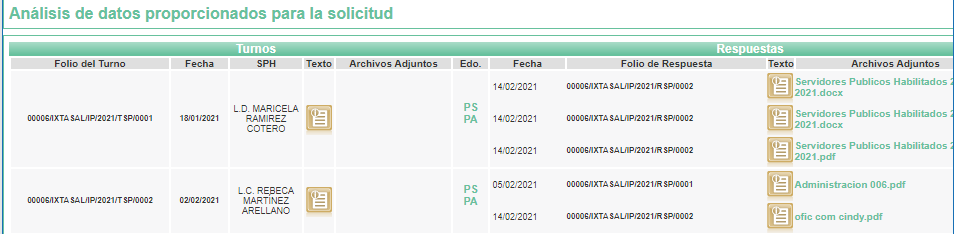 Análisis de datos proporcionados para la solicitud
Turnos Respuestas
Folio del Turno Fecha SPH Texto Archivos Adjuntos Edo. Fecha Folio de Respuesta Texto Archivos Adjuntos
00006/IXTASAL/IP/2021/TSP/0001 18/01/2021 L.D. MARICELA RAMIREZ COTERO PS PA
14/02/2021 00006/IXTASAL/IP/2021/RSP/0002 Servidores Publicos Habilitados 2
2021.docx
14/02/2021 00006/IXTASAL/IP/2021/RSP/0002 Servidores Publicos Habilitados 2
2021.docx
14/02/2021 00006/IXTASAL/IP/2021/RSP/0002 Servidores Publicos Habilitados 2
2021.pdf
00006/IXTASAL/IP/2021/TSP/0002 02/02/2021 L.C. REBECA MARTINEZ ARELLANO PS PA
05/02/2021 00006/IXTASAL/IP/2021/RSP/0001 Administracion 006.pdf
14/02/2021 00006/IXTASAL/IP/2021/RSP/0002 ofic com cindy.pdf